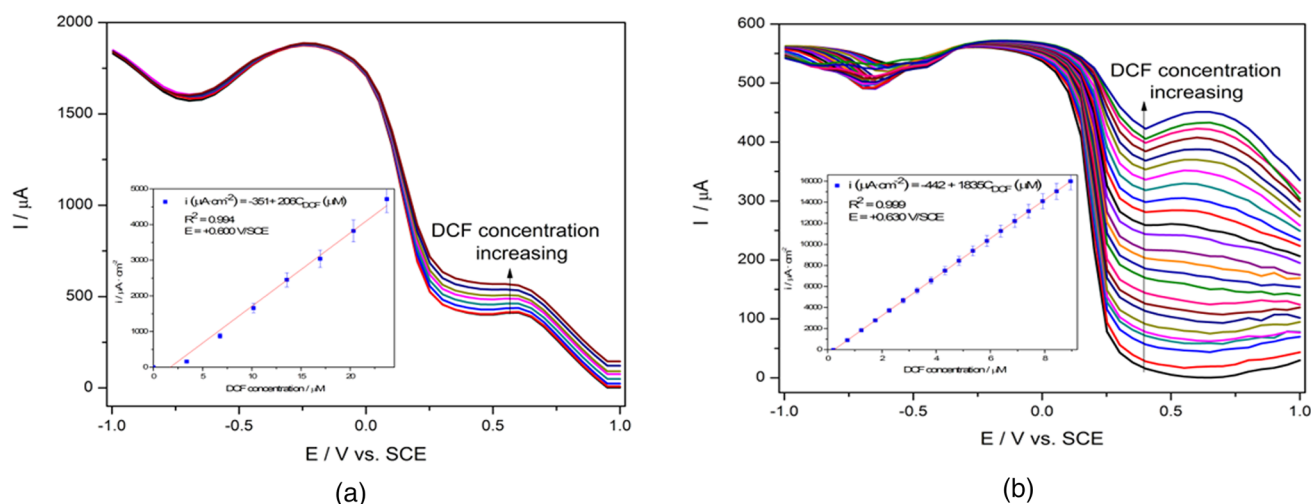 (a)
2000
1500
1000
500
0
I / µA
-1.0
-0.5
0.0
0.5
1.0
E / V vs. SCE
DCF concentration
increasing
5000
4000
3000
2000
1000
0
i / µA· cm²
i (µA·cm⁻²) = -351+ 206C_DCF (µM)
R² = 0.994
E = +0.600 V/SCE
0
5
10
15
20
DCF concentration / µM
(b)
600
500
400
300
200
100
0
I / µA
-1.0
-0.5
0.0
0.5
1.0
E / V vs. SCE
DCF concentration
increasing
16000
14000
12000
10000
8000
6000
4000
2000
0
i / µA· cm²
i (µA·cm⁻²) = -442 + 1835C_DCF (µM)
R² = 0.999
E = +0.630 V/SCE
0
2
4
6
8
DCF concentration / µM